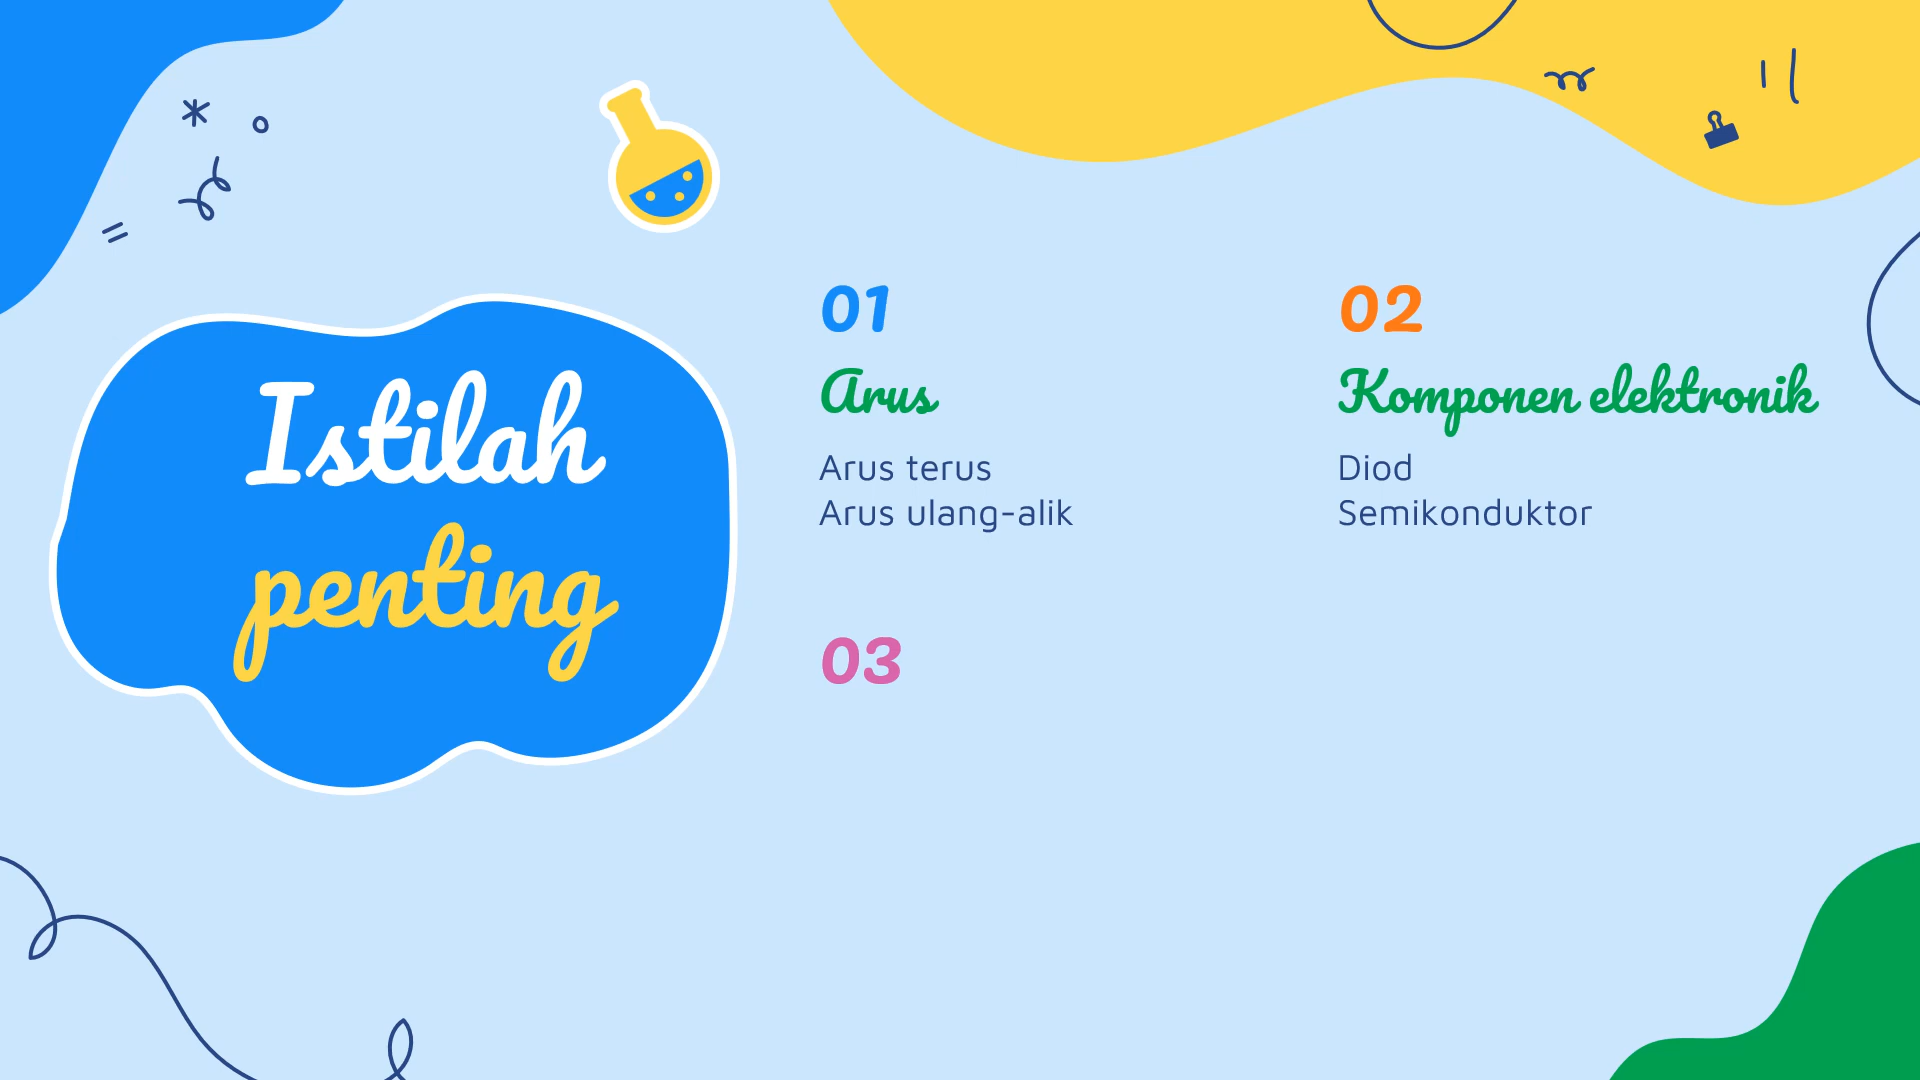 Istilah
penting
01
Arus
Arus terus
Arus ulang-alik
02
Komponen elektronik
Diod
Semikonduktor
03